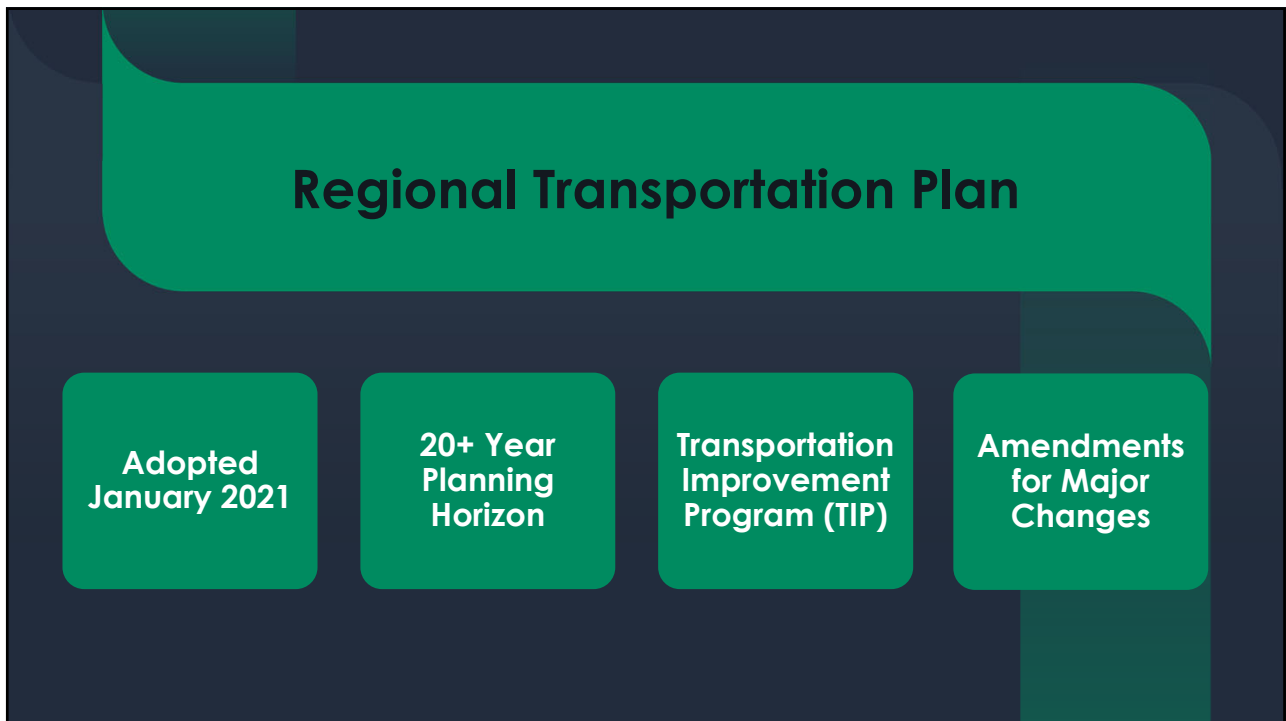 Regional Transportation Plan
Adopted
January 2021
20+ Year
Planning
Horizon
Transportation
Improvement
Program (TIP)
Amendments
for Major
Changes